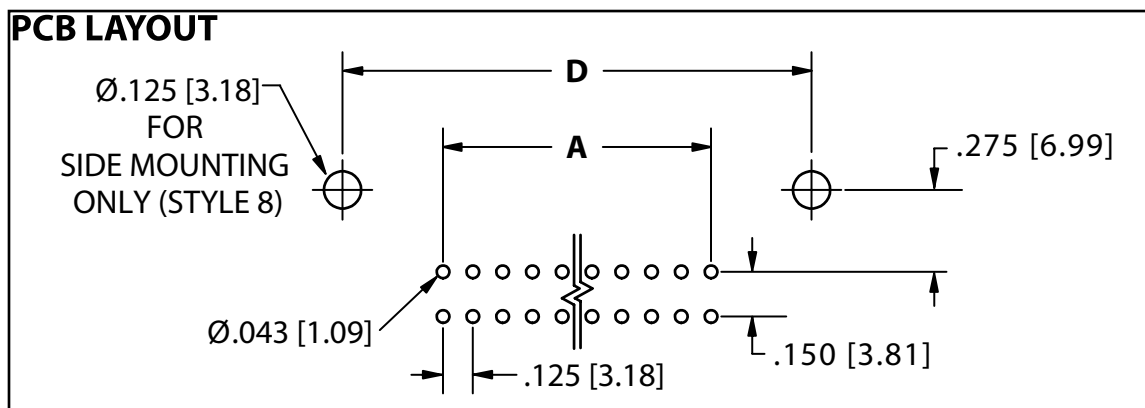 PCB LAYOUT
D
Ø.125 [3.18]
FOR
SIDE MOUNTING
ONLY (STYLE 8)
A
.275 [6.99]
Ø.043 [1.09]
.150 [3.81]
.125 [3.18]